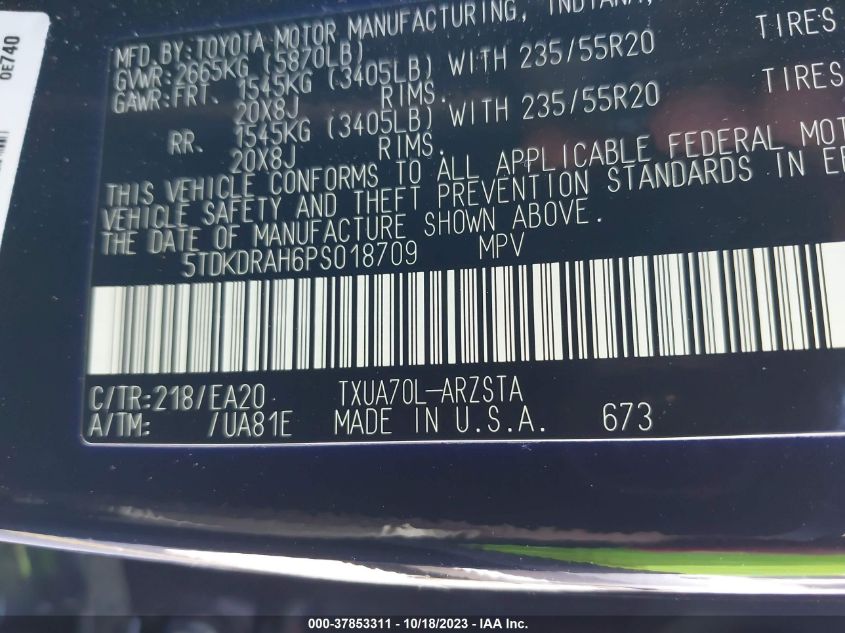 MFD.BY:TOYOTA MOTOR MANUFACTURING, INDIANA,
GVWR:2665KG (5870LB)
GAWR:FRT. 1545KG (3405LB) WITH 235/55R20 TIRES
20X8J RIMS.
RR. 1545KG (3405LB) WITH 235/55R20 TIRES
20X8J RIMS.
THIS VEHICLE CONFORMS TO ALL APPLICABLE FEDERAL
VEHICLE SAFETY AND THEFT PREVENTION STANDARDS IN
THE DATE OF MANUFACTURE SHOWN ABOVE.
5TDKDRAH6PS018709 MPV
C/TR:218/EA20 TXUA70L-ARZSTA
A/TM: /UA81E MADE IN U.S.A. 673
0E740
000-37853311 - 10/18/2023 - IAA Inc.